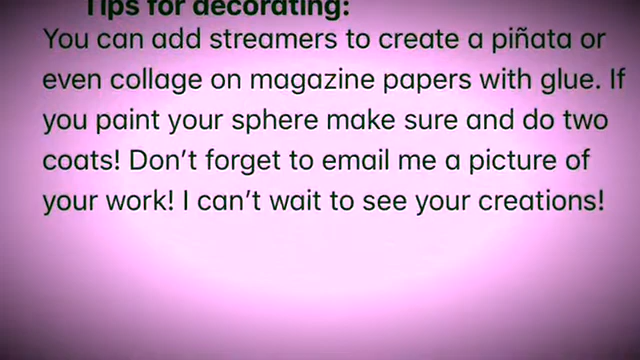 Tips for decorating:
You can add streamers to create a piñata or
even collage on magazine papers with glue. If
you paint your sphere make sure and do two
coats! Don't forget to email me a picture of
your work! I can't wait to see your creations!